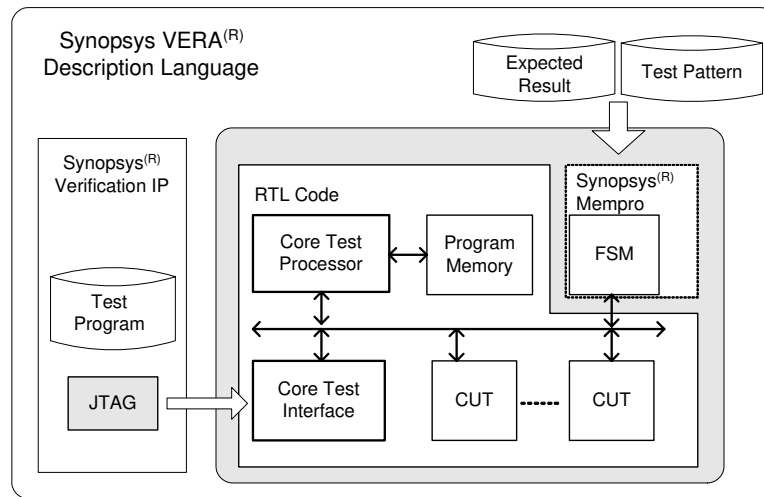 Synopsys VERA(R)
Description Language
Expected
Result
Test Pattern
Synopsys(R)
Verification IP
Test
Program
JTAG
RTL Code
Core Test
Processor
Program
Memory
Synopsys(R)
Mempro
FSM
Core Test
Interface
CUT
CUT